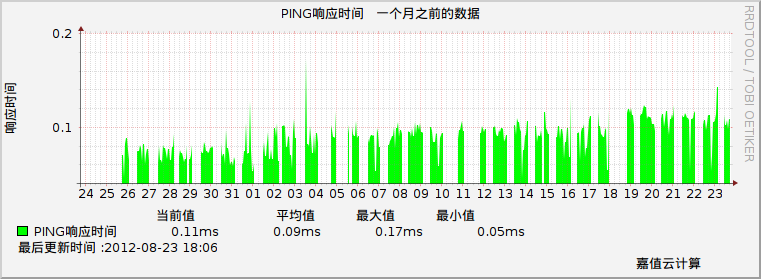 PING响应时间 一个月之前的数据
RRDTOOL / TOBI OETIKER
响应时间
0.2
0.1
24 25 26 27 28 29 30 31 01 02 03 04 05 06 07 08 09 10 11 12 13 14 15 16 17 18 19 20 21 22 23
当前值 平均值 最大值 最小值
PING响应时间 0.11ms 0.09ms 0.17ms 0.05ms
最后更新时间 :2012-08-23 18:06
嘉值云计算